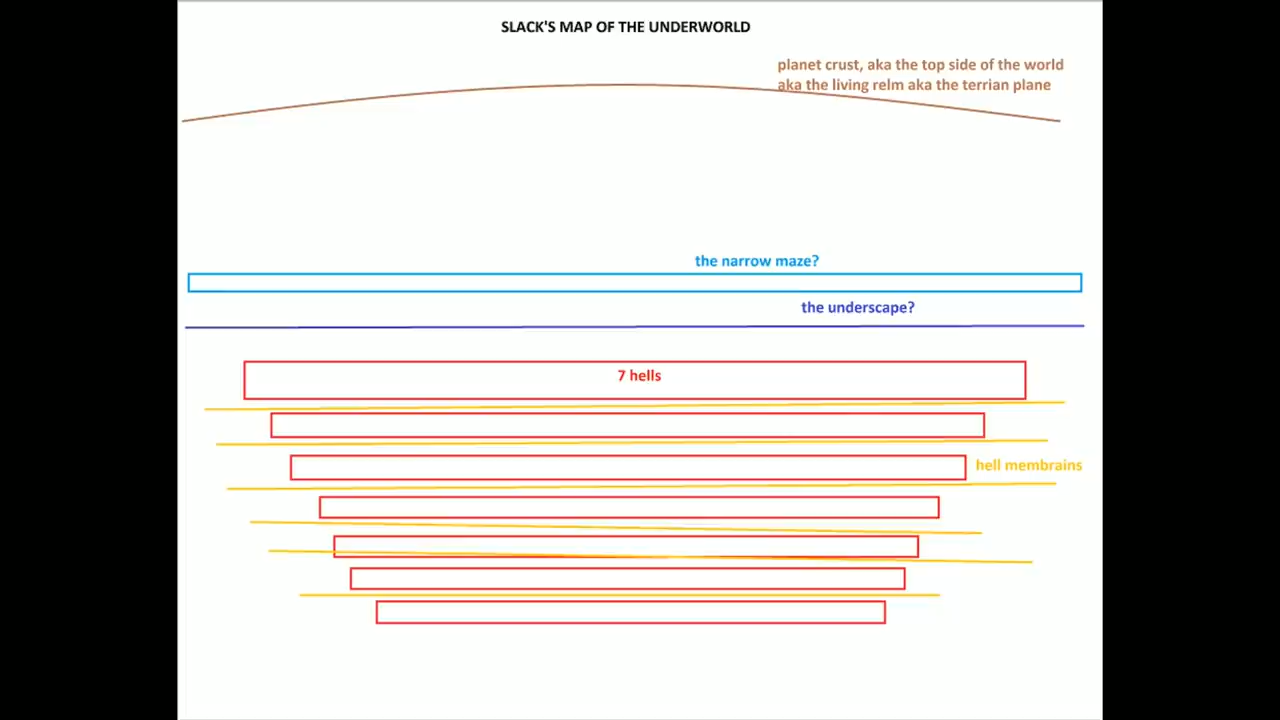 SLACK'S MAP OF THE UNDERWORLD
planet crust, aka the top side of the world
aka the living relm aka the terrian plane
the narrow maze?
the underscape?
7 hells
hell membrains